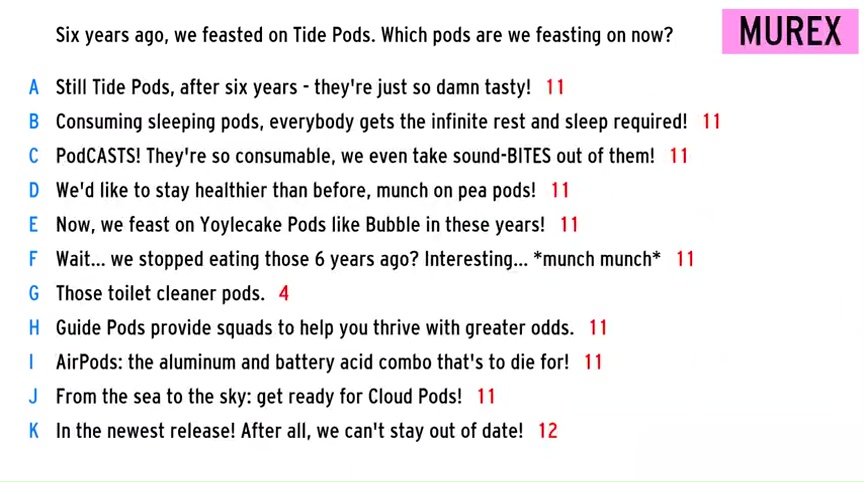 Six years ago, we feasted on Tide Pods. Which pods are we feasting on now?
MUREX
A Still Tide Pods, after six years - they're just so damn tasty! 11
B Consuming sleeping pods, everybody gets the infinite rest and sleep required! 11
C PodCASTS! They're so consumable, we even take sound-BITES out of them! 11
D We'd like to stay healthier than before, munch on pea pods! 11
E Now, we feast on Yoylecake Pods like Bubble in these years! 11
F Wait... we stopped eating those 6 years ago? Interesting... *munch munch* 11
G Those toilet cleaner pods. 4
H Guide Pods provide squads to help you thrive with greater odds. 11
I AirPods: the aluminum and battery acid combo that's to die for! 11
J From the sea to the sky: get ready for Cloud Pods! 11
K In the newest release! After all, we can't stay out of date! 12